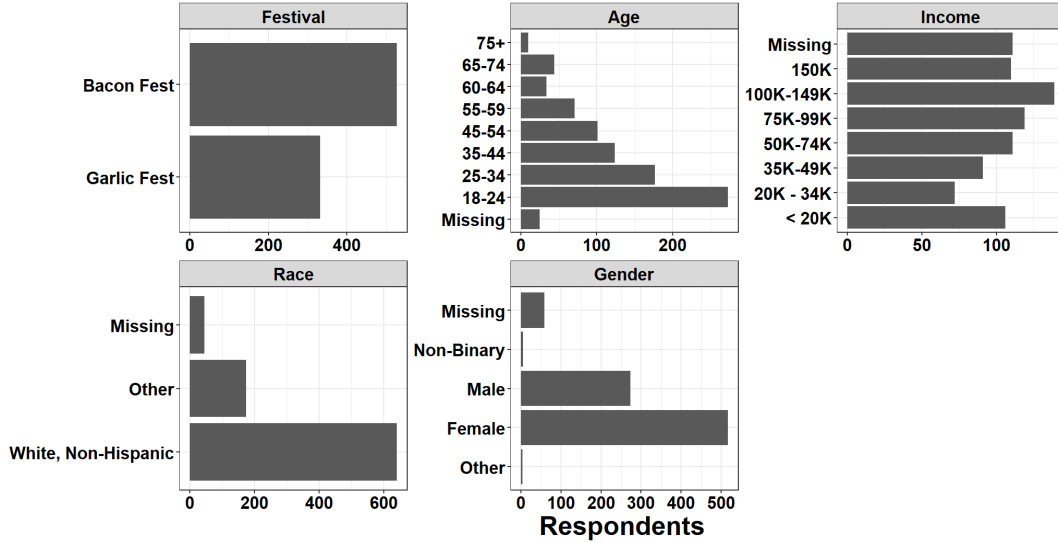 Festival
Bacon Fest
Garlic Fest
0 200 400
Age
75+
65-74
60-64
55-59
45-54
35-44
25-34
18-24
Missing
0 100 200
Income
Missing
150K
100K-149K
75K-99K
50K-74K
35K-49K
20K - 34K
< 20K
0 50 100
Race
Missing
Other
White, Non-Hispanic
0 200 400 600
Gender
Missing
Non-Binary
Male
Female
Other
0 100 200 300 400 500
Respondents